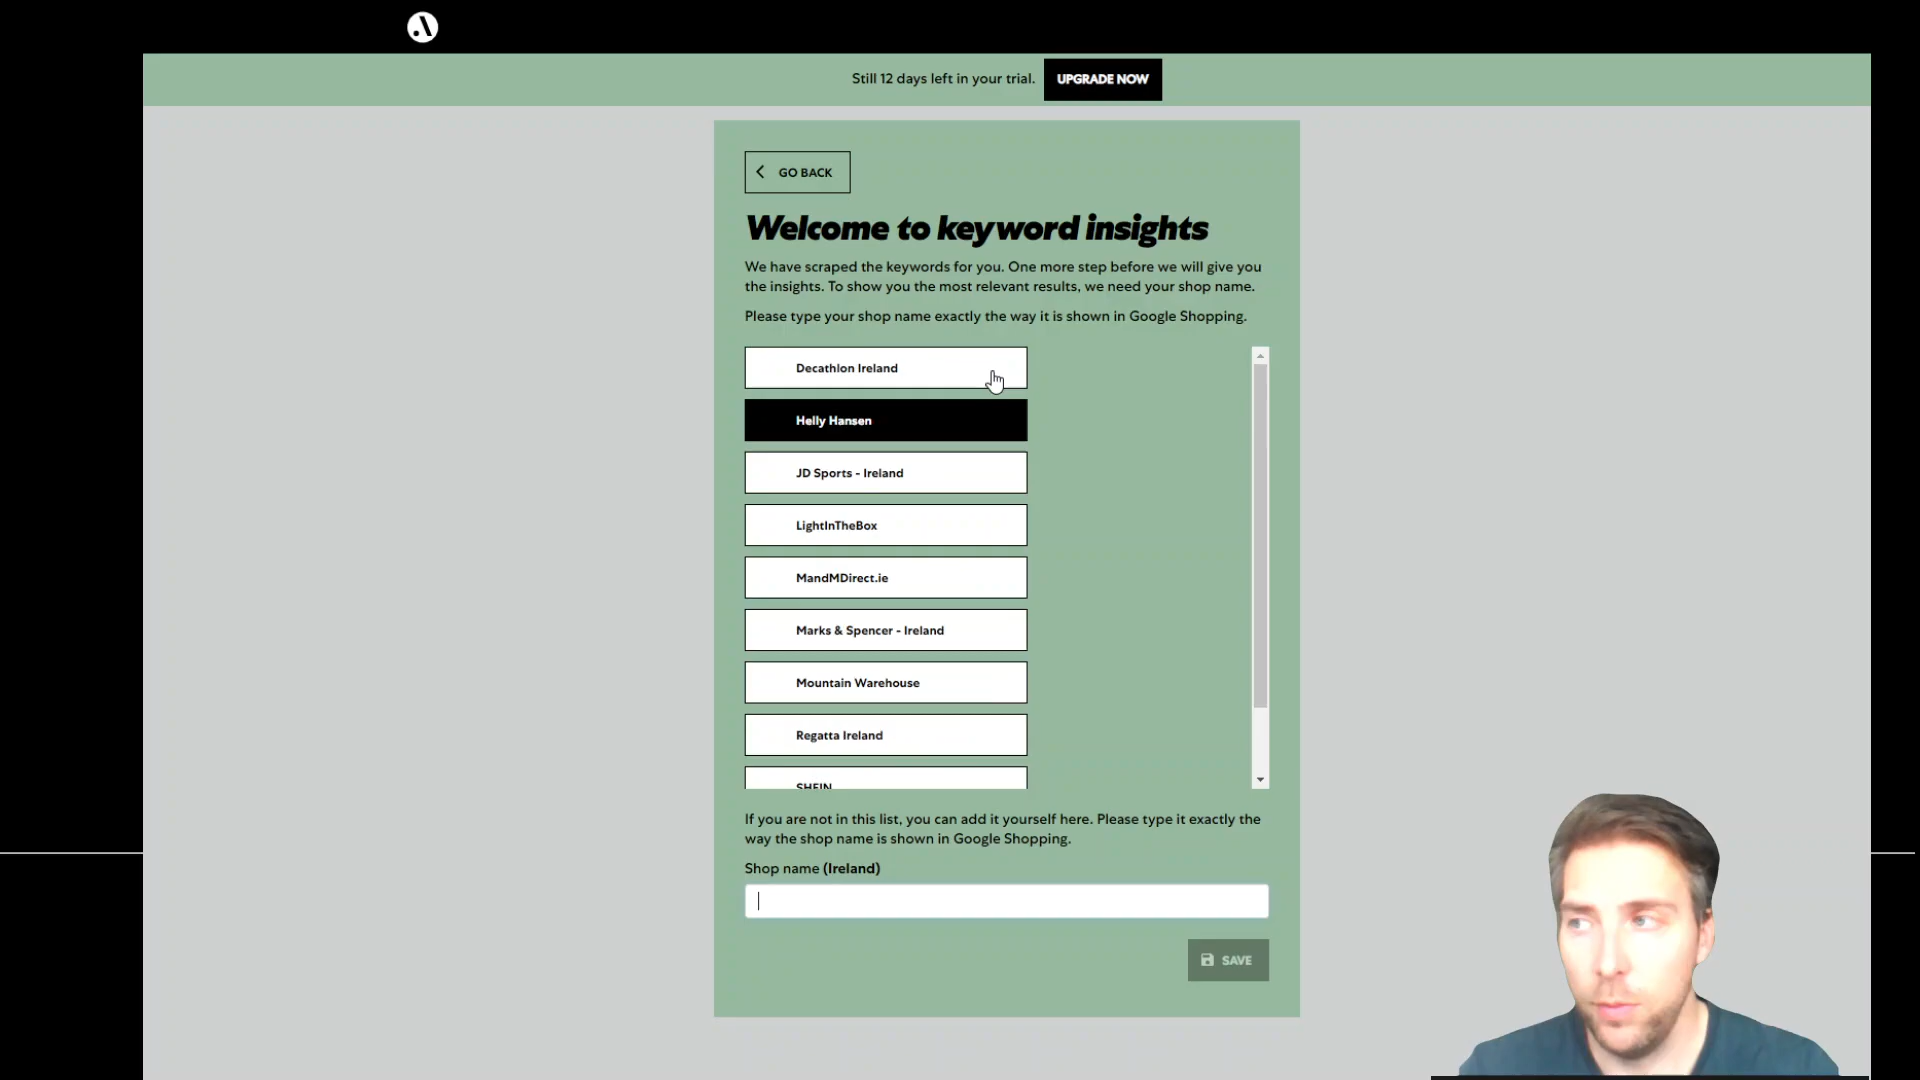 Still 12 days left in your trial. UPGRADE NOW
GO BACK
Welcome to keyword insights
We have scraped the keywords for you. One more step before we will give you
the insights. To show you the most relevant results, we need your shop name.
Please type your shop name exactly the way it is shown in Google Shopping.
Decathlon Ireland
Helly Hansen
JD Sports - Ireland
LightInTheBox
MandMDirect.ie
Marks & Spencer - Ireland
Mountain Warehouse
Regatta Ireland
SHEIN
If you are not in this list, you can add it yourself here. Please type it exactly the
way the shop name is shown in Google Shopping.
Shop name (Ireland)
SAVE